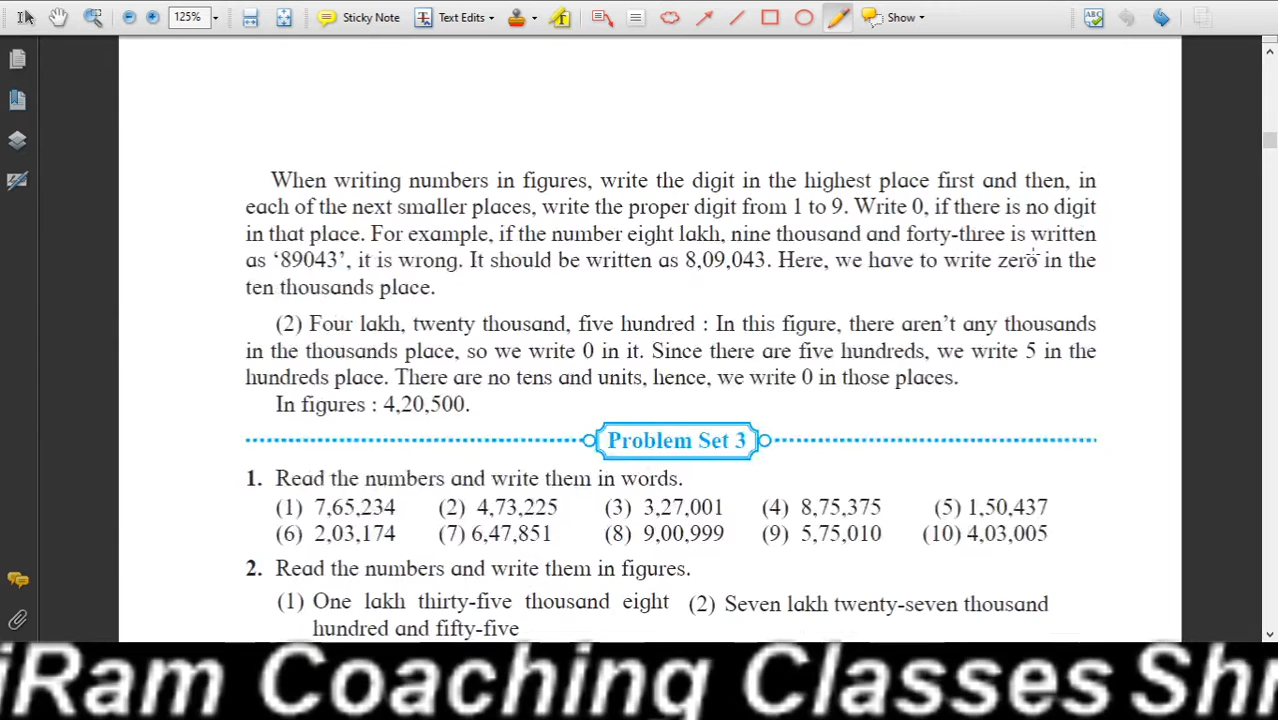 125%
Sticky Note
Text Edits
Show
When writing numbers in figures, write the digit in the highest place first and then, in
each of the next smaller places, write the proper digit from 1 to 9. Write 0, if there is no digit
in that place. For example, if the number eight lakh, nine thousand and forty-three is written
as ‘89043’, it is wrong. It should be written as 8,09,043. Here, we have to write zero in the
ten thousands place.
(2) Four lakh, twenty thousand, five hundred : In this figure, there aren’t any thousands
in the thousands place, so we write 0 in it. Since there are five hundreds, we write 5 in the
hundreds place. There are no tens and units, hence, we write 0 in those places.
In figures : 4,20,500.
Problem Set 3
1. Read the numbers and write them in words.
(1) 7,65,234 (2) 4,73,225 (3) 3,27,001 (4) 8,75,375 (5) 1,50,437
(6) 2,03,174 (7) 6,47,851 (8) 9,00,999 (9) 5,75,010 (10) 4,03,005
2. Read the numbers and write them in figures.
(1) One lakh thirty-five thousand eight (2) Seven lakh twenty-seven thousand
hundred and fifty-five
iRam Coaching Classes Shr